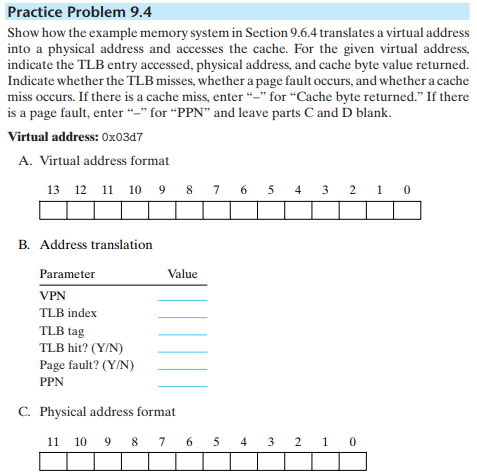 Practice Problem 9.4
Show how the example memory system in Section 9.6.4 translates a virtual address
into a physical address and accesses the cache. For the given virtual address,
indicate the TLB entry accessed, physical address, and cache byte value returned.
Indicate whether the TLB misses, whether a page fault occurs, and whether a cache
miss occurs. If there is a cache miss, enter “–” for “Cache byte returned.” If there
is a page fault, enter “–” for “PPN” and leave parts C and D blank.
Virtual address: 0x03d7
A. Virtual address format
13 12 11 10 9 8 7 6 5 4 3 2 1 0
B. Address translation
Parameter Value
VPN
TLB index
TLB tag
TLB hit? (Y/N)
Page fault? (Y/N)
PPN
C. Physical address format
11 10 9 8 7 6 5 4 3 2 1 0